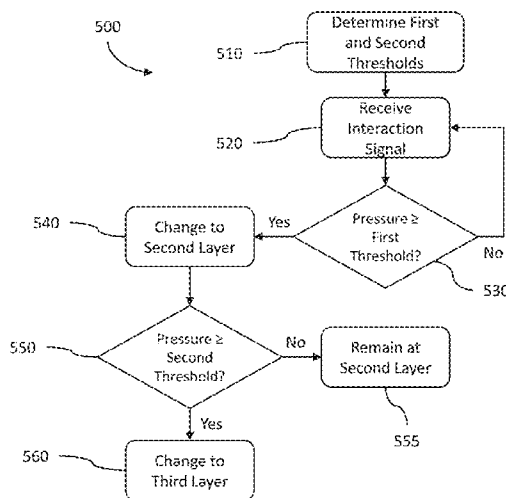 500
510
Determine First
and Second
Thresholds
520
Receive
Interaction
Signal
540
Change to
Second Layer
Yes
Pressure ≥
First
Threshold?
No
530
550
Pressure ≥
Second
Threshold?
No
Remain at
Second Layer
555
Yes
560
Change to
Third Layer